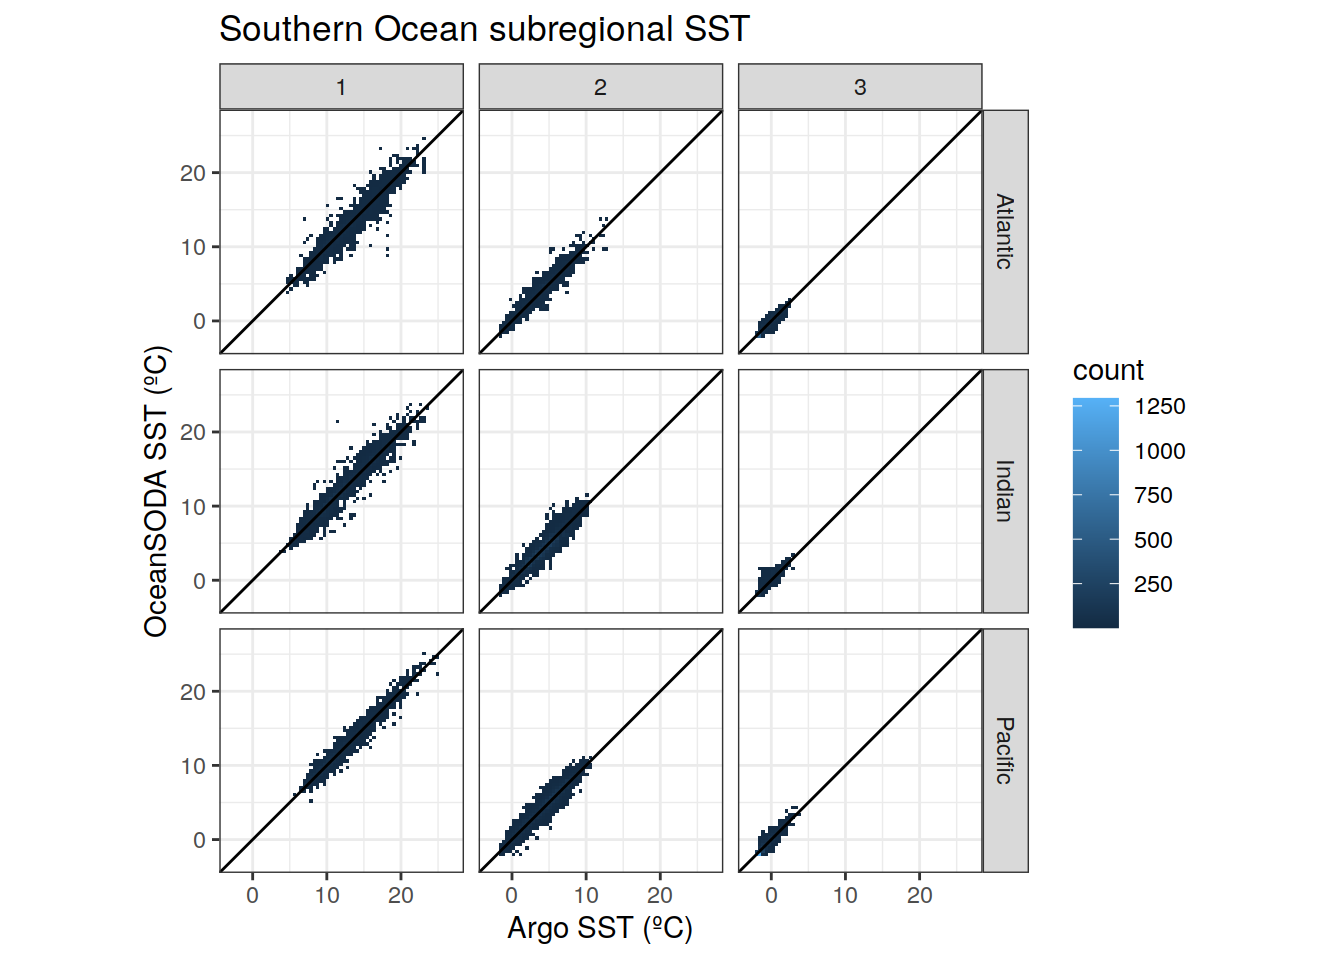 Southern Ocean subregional SST
1 2 3
20
10
0
Atlantic
20
10
0
Indian
20
10
0
Pacific
0 10 20 0 10 20 0 10 20
Argo SST (ºC)
OceanSODA SST (ºC)
count
1250
1000
750
500
250